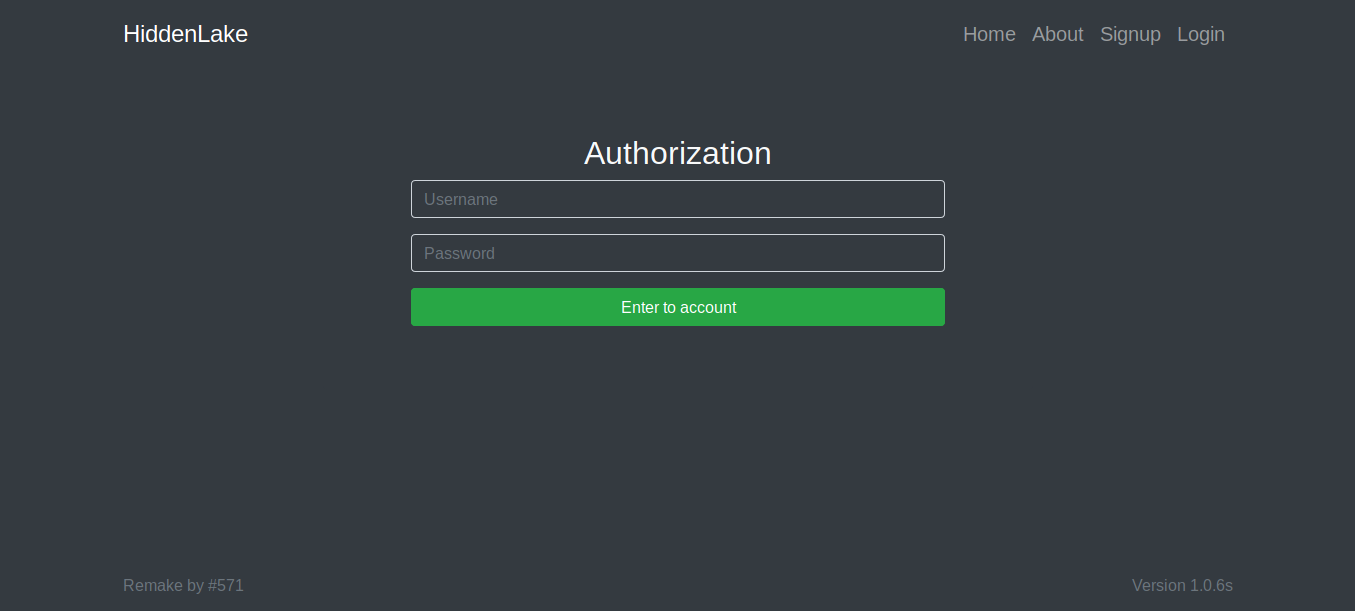 HiddenLake Home About Signup Login
Authorization
Username
Password
Enter to account
Remake by #571 Version 1.0.6s